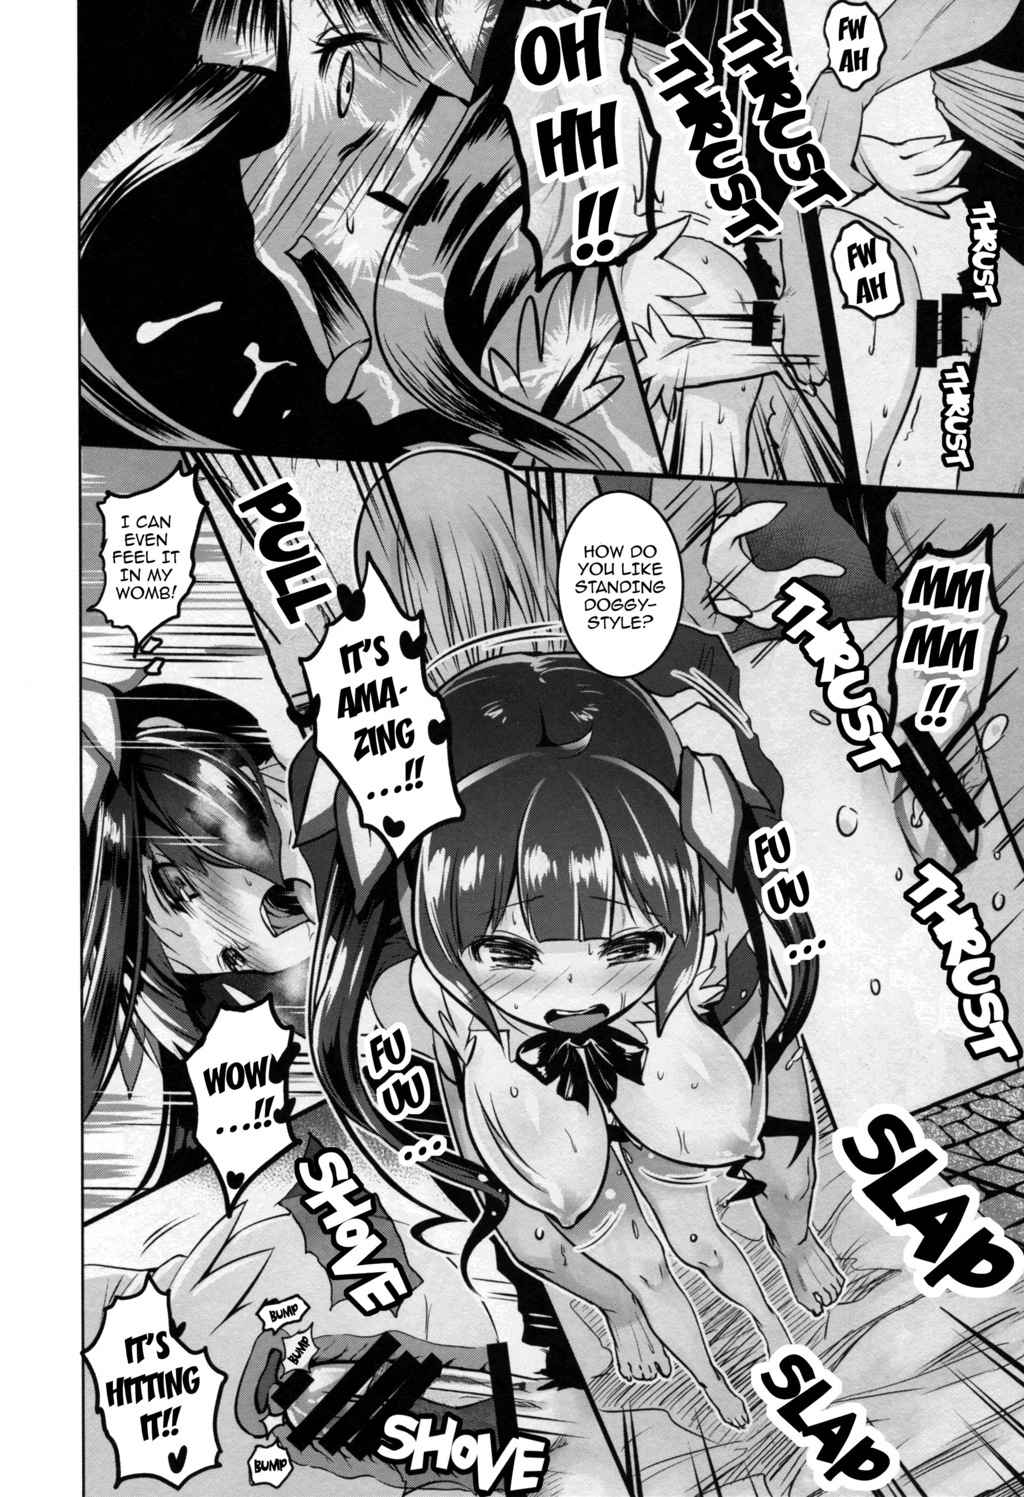 FW
AH
FW
AH
THRUST
THRUST
THRUST
THRUST
OH
HH
!!
MM
MM
!!
THRUST
THRUST
HOW DO
YOU LIKE
STANDING
DOGGY-
STYLE?
PULL
IT'S
AMA-
ZING
...!!
FU
UU
...
FU
UU
...
SLAP
SLAP
I CAN
EVEN
FEEL IT
IN MY
WOMB!
WOW
...!!
SHOVE
BUMP
BUMP
BUMP
SHOVE
IT'S
HITTING
IT!!